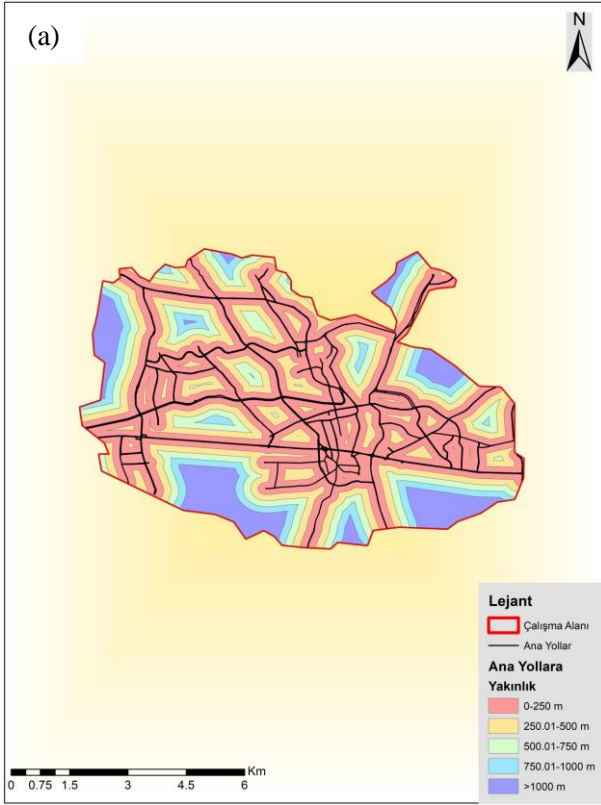 (a)
N
Lejant
Çalışma Alanı
Ana Yollar
Ana Yollara
Yakınlık
0-250 m
250.01-500 m
500.01-750 m
750.01-1000 m
>1000 m
Km
0 0.75 1.5 3 4.5 6